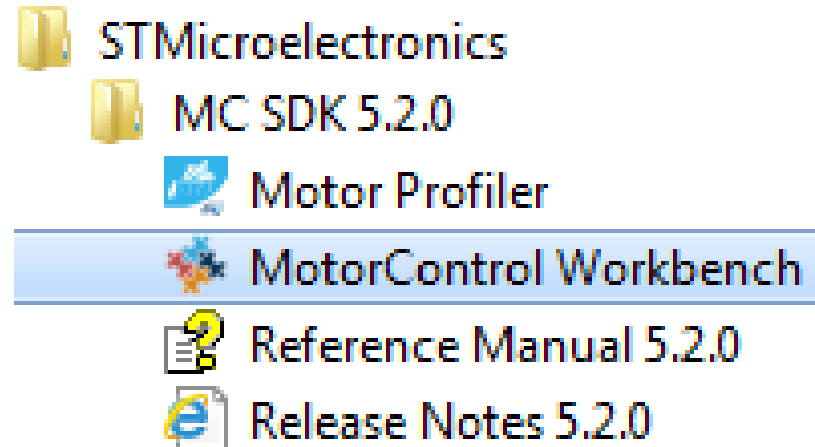 STMicroelectronics
MC SDK 5.2.0
Motor Profiler
MotorControl Workbench
Reference Manual 5.2.0
Release Notes 5.2.0